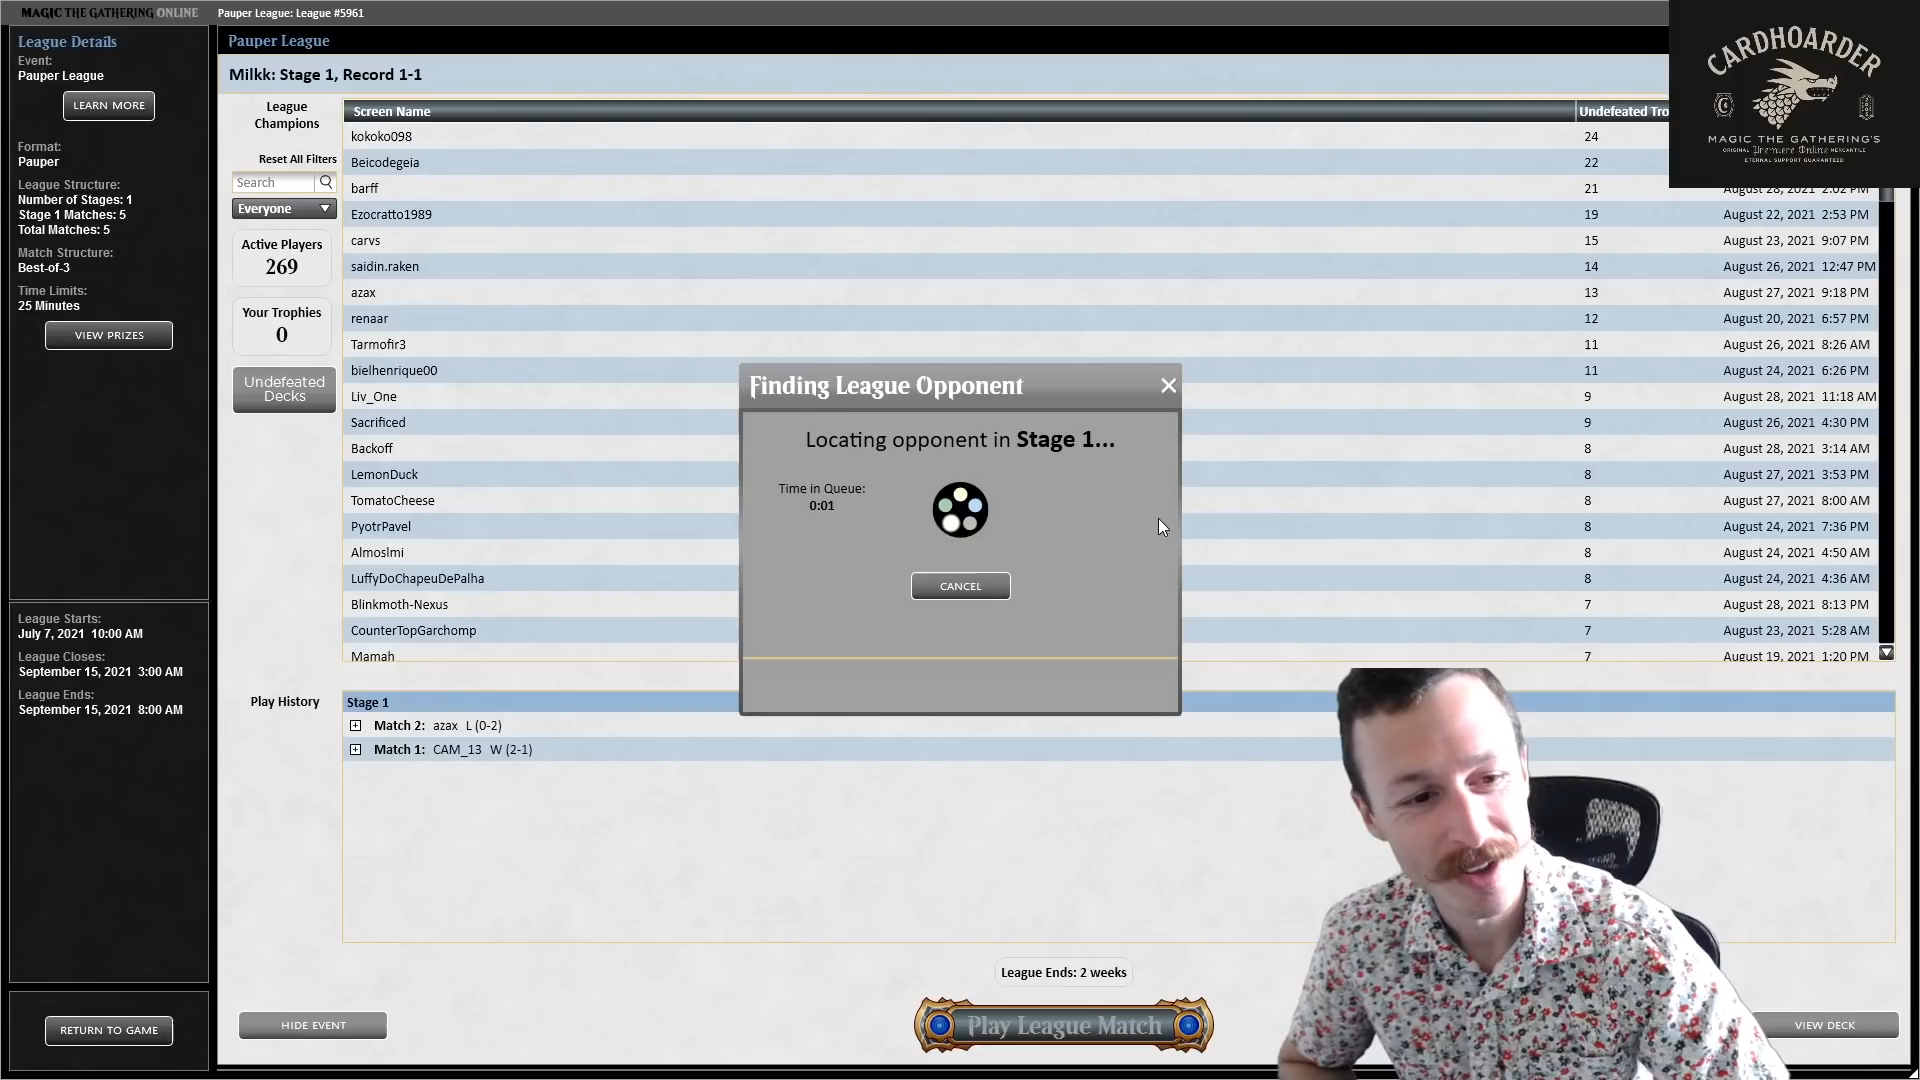 MAGIC THE GATHERING ONLINE
Pauper League: League #5961
League Details
Event:
Pauper League
LEARN MORE
Format:
Pauper
League Structure:
Number of Stages: 1
Stage 1 Matches: 5
Total Matches: 5
Match Structure:
Best-of-3
Time Limits:
25 Minutes
VIEW PRIZES
League Starts:
July 7, 2021 10:00 AM
League Closes:
September 15, 2021 3:00 AM
League Ends:
September 15, 2021 8:00 AM
RETURN TO GAME
Pauper League
Milkk: Stage 1, Record 1-1
League
Champions
Reset All Filters
Search
Everyone
Active Players
269
Your Trophies
0
Undefeated
Decks
Screen Name Undefeated Tro
kokoko098 24
Beicodegeia 22
barff 21 August 28, 2021 2:02 PM
Ezocratto1989 19 August 22, 2021 2:53 PM
carvs 15 August 23, 2021 9:07 PM
saidin.raken 14 August 26, 2021 12:47 PM
azax 13 August 27, 2021 9:18 PM
renaar 12 August 20, 2021 6:57 PM
Tarmofir3 11 August 26, 2021 8:26 AM
bielhenrique00 11 August 24, 2021 6:26 PM
Liv_One 9 August 28, 2021 11:18 AM
Sacrificed 9 August 26, 2021 4:30 PM
Backoff 8 August 28, 2021 3:14 AM
LemonDuck 8 August 27, 2021 3:53 PM
TomatoCheese 8 August 27, 2021 8:00 AM
PyotrPavel 8 August 24, 2021 7:36 PM
Almoslmi 8 August 24, 2021 4:50 AM
LuffyDoChapeuDePalha 8 August 24, 2021 4:36 AM
Blinkmoth-Nexus 7 August 28, 2021 8:13 PM
CounterTopGarchomp 7 August 23, 2021 5:28 AM
Mamah 7 August 19, 2021 1:20 PM
Finding League Opponent
Locating opponent in Stage 1...
Time in Queue:
0:01
CANCEL
Play History
Stage 1
Match 2: azax L (0-2)
Match 1: CAM_13 W (2-1)
League Ends: 2 weeks
HIDE EVENT
Play League Match
VIEW DECK
CARDHOARDER
MAGIC THE GATHERING'S
ORIGINAL Premiere Online MERCANTILE
ETERNAL SUPPORT GUARANTEED